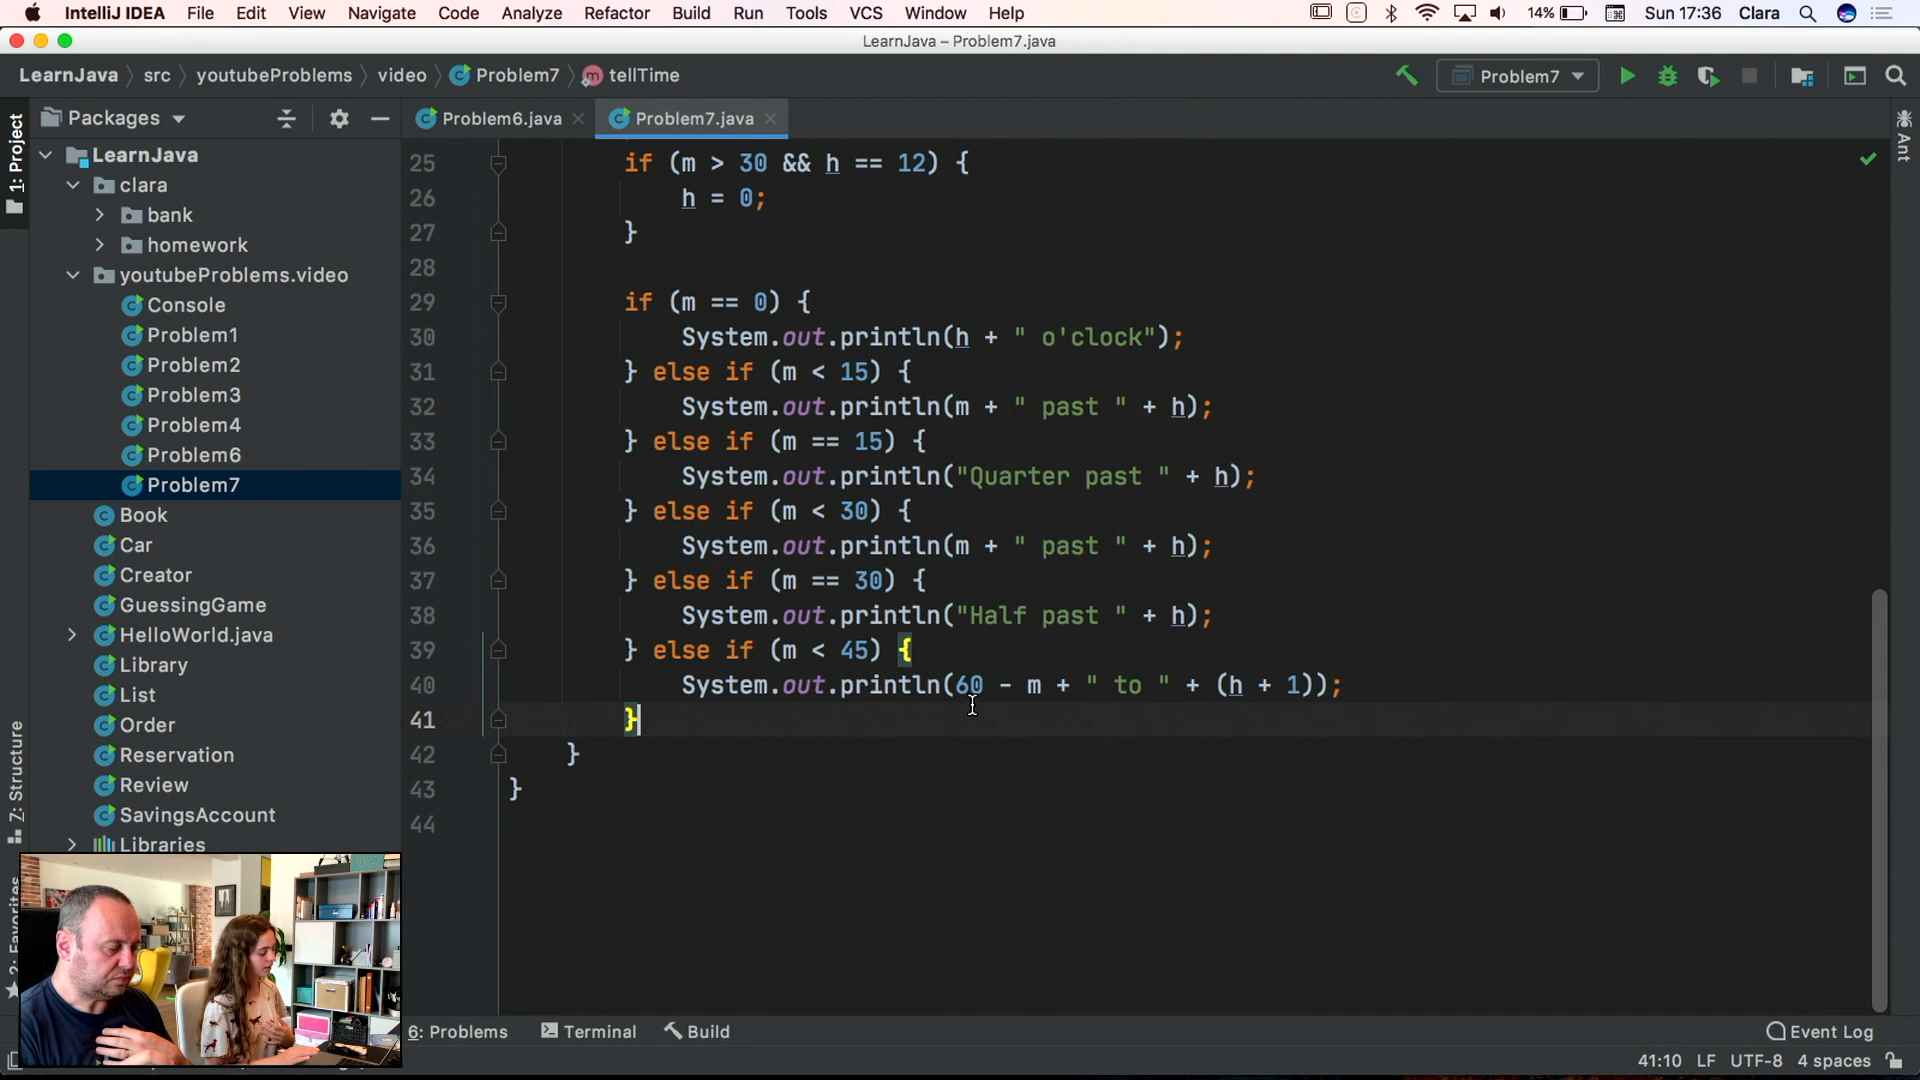 IntelliJ IDEA File Edit View Navigate Code Analyze Refactor Build Run Tools VCS Window Help 14% Sun 17:36 Clara
LearnJava – Problem7.java
LearnJava src youtubeProblems video Problem7 tellTime Problem7
1: Project
Packages
LearnJava
clara
bank
homework
youtubeProblems.video
Console
Problem1
Problem2
Problem3
Problem4
Problem6
Problem7
Book
Car
Creator
GuessingGame
HelloWorld.java
Library
List
Order
Reservation
Review
SavingsAccount
Libraries
Z: Structure
2: Favorites
Problem6.java Problem7.java
25 if (m > 30 && h == 12) {
26 h = 0;
27 }
28
29 if (m == 0) {
30 System.out.println(h + " o'clock");
31 } else if (m < 15) {
32 System.out.println(m + " past " + h);
33 } else if (m == 15) {
34 System.out.println("Quarter past " + h);
35 } else if (m < 30) {
36 System.out.println(m + " past " + h);
37 } else if (m == 30) {
38 System.out.println("Half past " + h);
39 } else if (m < 45) {
40 System.out.println(60 - m + " to " + (h + 1));
41 }
42 }
43 }
44
Ant
6: Problems Terminal Build Event Log
41:10 LF UTF-8 4 spaces